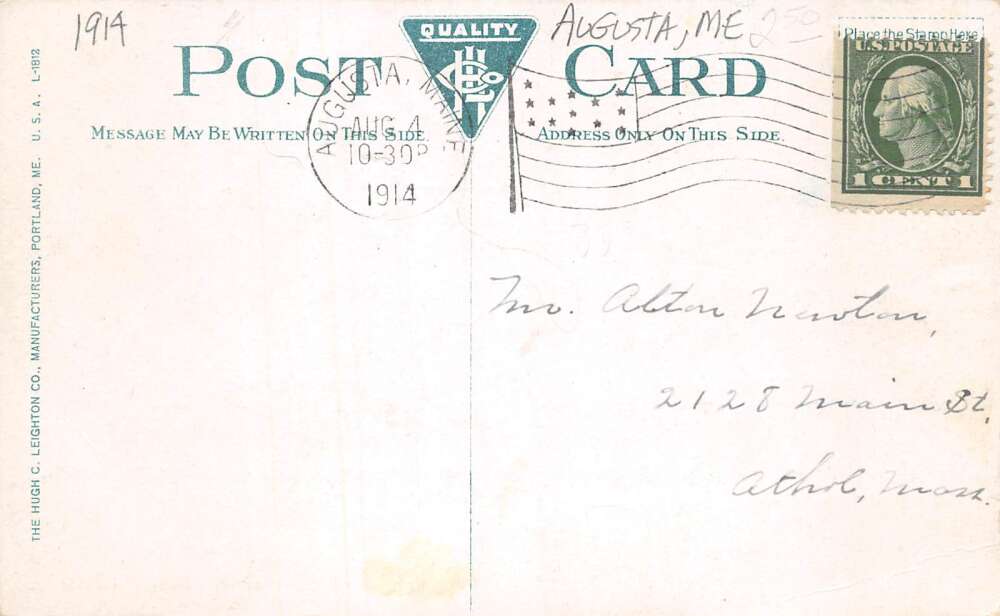 1914
AUGUSTA, ME 250
Place the Stamp Here
POST CARD
QUALITY
HCL Co
MESSAGE MAY BE WRITTEN ON THIS SIDE.
ADDRESS ONLY ON THIS SIDE.
AUGUSTA, MAINE
AUG 4
10-30P
1914
U.S. POSTAGE
1 CENT 1
Mr. Alton Newton,
2128 Main St,
Athol, Mass.
THE HUGH C. LEIGHTON CO., MANUFACTURERS, PORTLAND, ME. U. S. A. L-1812